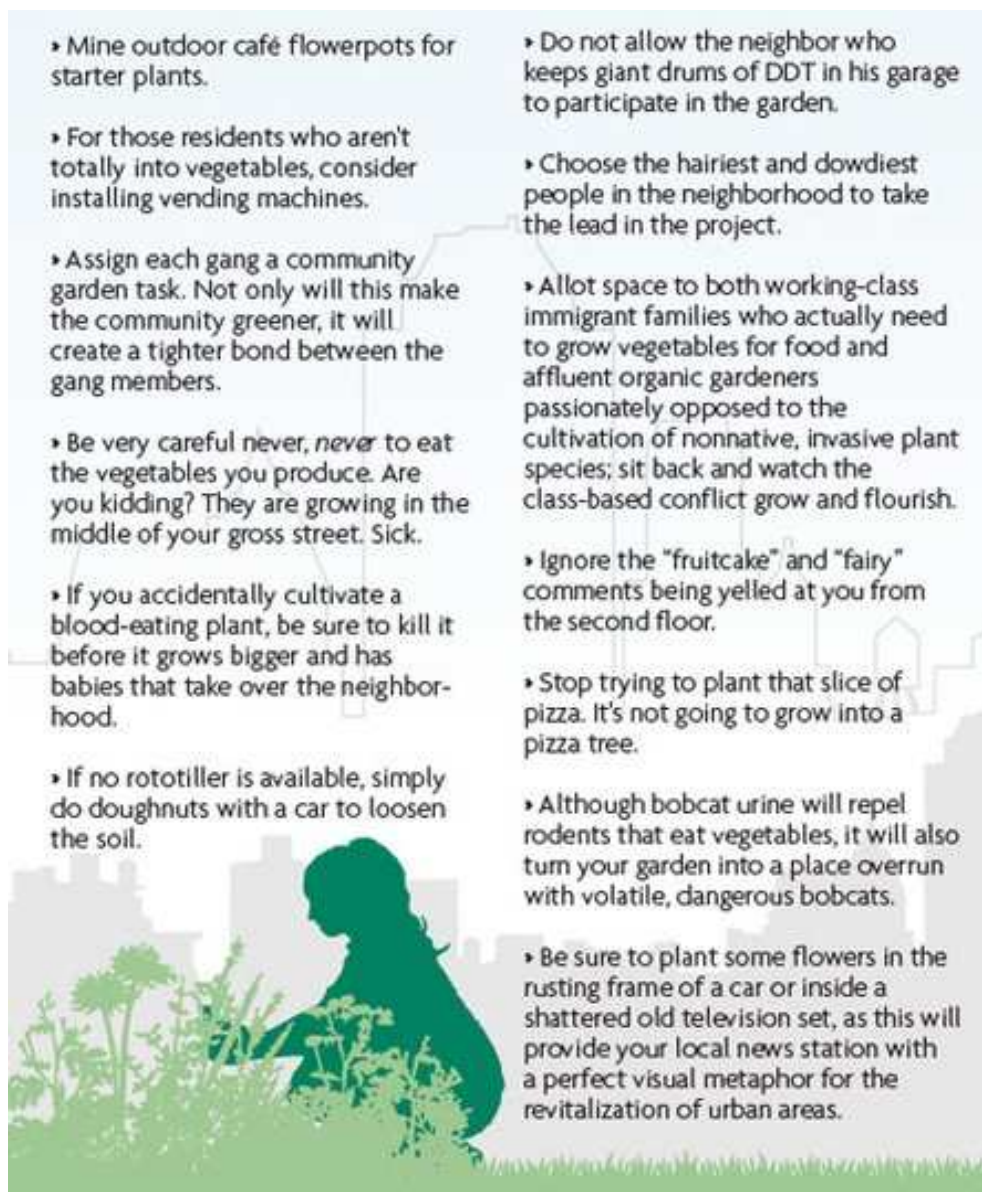 › Mine outdoor café flowerpots for
starter plants.
› For those residents who aren't
totally into vegetables, consider
installing vending machines.
› Assign each gang a community
garden task. Not only will this make
the community greener, it will
create a tighter bond between the
gang members.
› Be very careful never, never to eat
the vegetables you produce. Are
you kidding? They are growing in the
middle of your gross street. Sick.
› If you accidentally cultivate a
blood-eating plant, be sure to kill it
before it grows bigger and has
babies that take over the neighbor-
hood.
› If no rototiller is available, simply
do doughnuts with a car to loosen
the soil.
› Do not allow the neighbor who
keeps giant drums of DDT in his garage
to participate in the garden.
› Choose the hairiest and dowdiest
people in the neighborhood to take
the lead in the project.
› Allot space to both working-class
immigrant families who actually need
to grow vegetables for food and
affluent organic gardeners
passionately opposed to the
cultivation of nonnative, invasive plant
species; sit back and watch the
class-based conflict grow and flourish.
› Ignore the "fruitcake" and "fairy"
comments being yelled at you from
the second floor.
› Stop trying to plant that slice of
pizza. It's not going to grow into a
pizza tree.
› Although bobcat urine will repel
rodents that eat vegetables, it will also
turn your garden into a place overrun
with volatile, dangerous bobcats.
› Be sure to plant some flowers in the
rusting frame of a car or inside a
shattered old television set, as this will
provide your local news station with
a perfect visual metaphor for the
revitalization of urban areas.